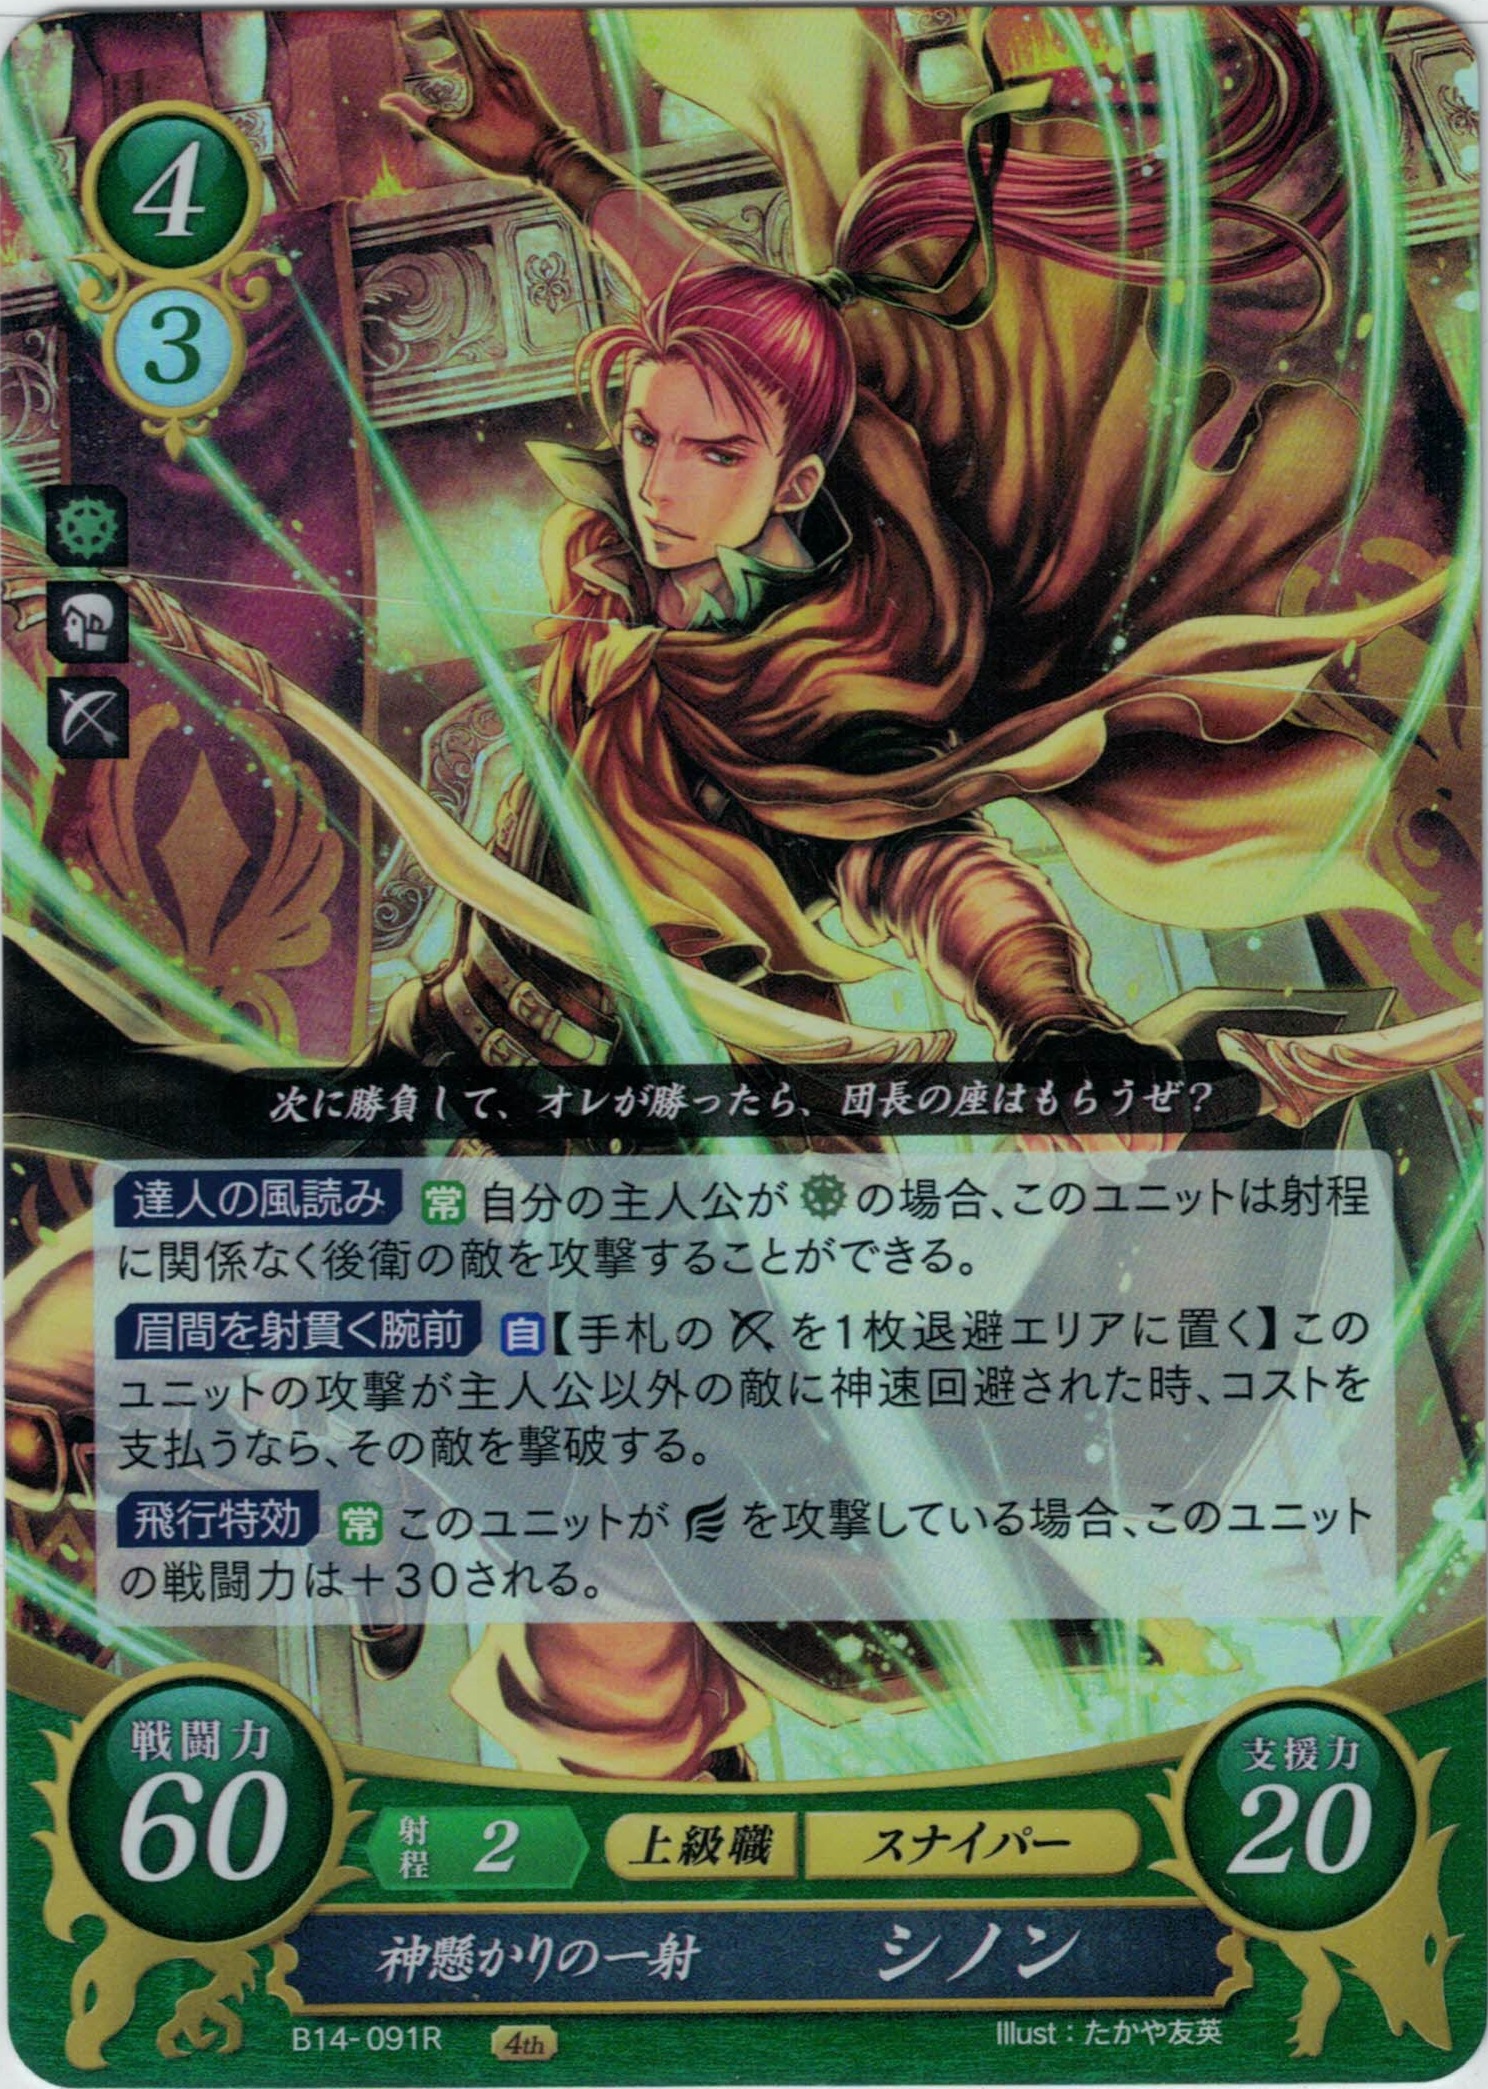 4
3
次に勝負して、オレが勝ったら、団長の座はもらうぜ？
達人の風読み 常 自分の主人公が の場合、このユニットは射程
に関係なく後衛の敵を攻撃することができる。
眉間を射貫く腕前 自【手札の を1枚退避エリアに置く】この
ユニットの攻撃が主人公以外の敵に神速回避された時、コストを
支払うなら、その敵を撃破する。
飛行特効 常 このユニットが を攻撃している場合、このユニット
の戦闘力は＋30される。
戦闘力
60
射程 2
上級職 スナイパー
支援力
20
神懸かりの一射 シノン
B14-091R 4th Illust：たかや友英